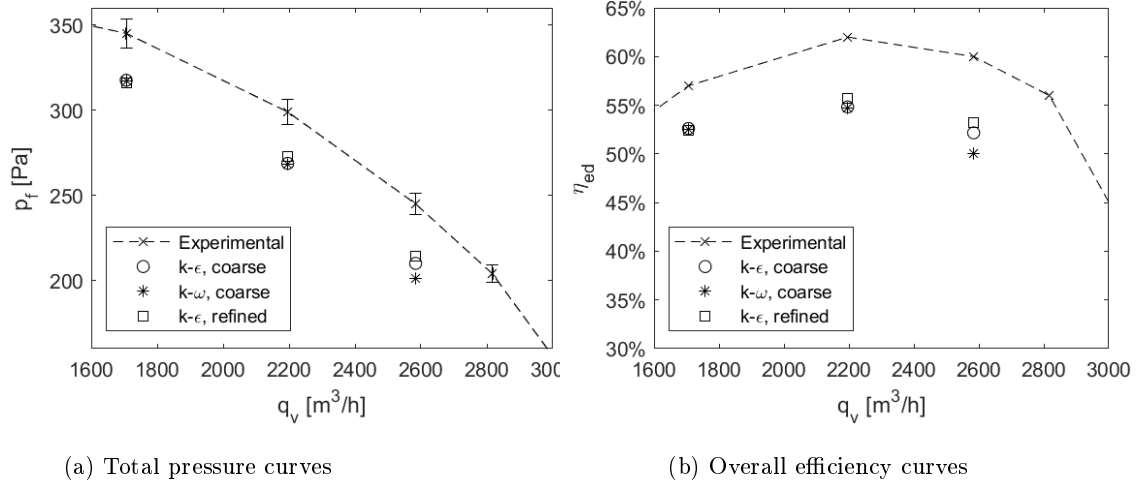 350
300
250
200
p_f [Pa]
Experimental
k-ϵ, coarse
k-ω, coarse
k-ϵ, refined
1600 1800 2000 2200 2400 2600 2800 300
q_v [m³/h]
(a) Total pressure curves
65%
60%
55%
50%
45%
40%
35%
30%
η_ed
Experimental
k-ϵ, coarse
k-ω, coarse
k-ϵ, refined
1600 1800 2000 2200 2400 2600 2800 3000
q_v [m³/h]
(b) Overall efficiency curves